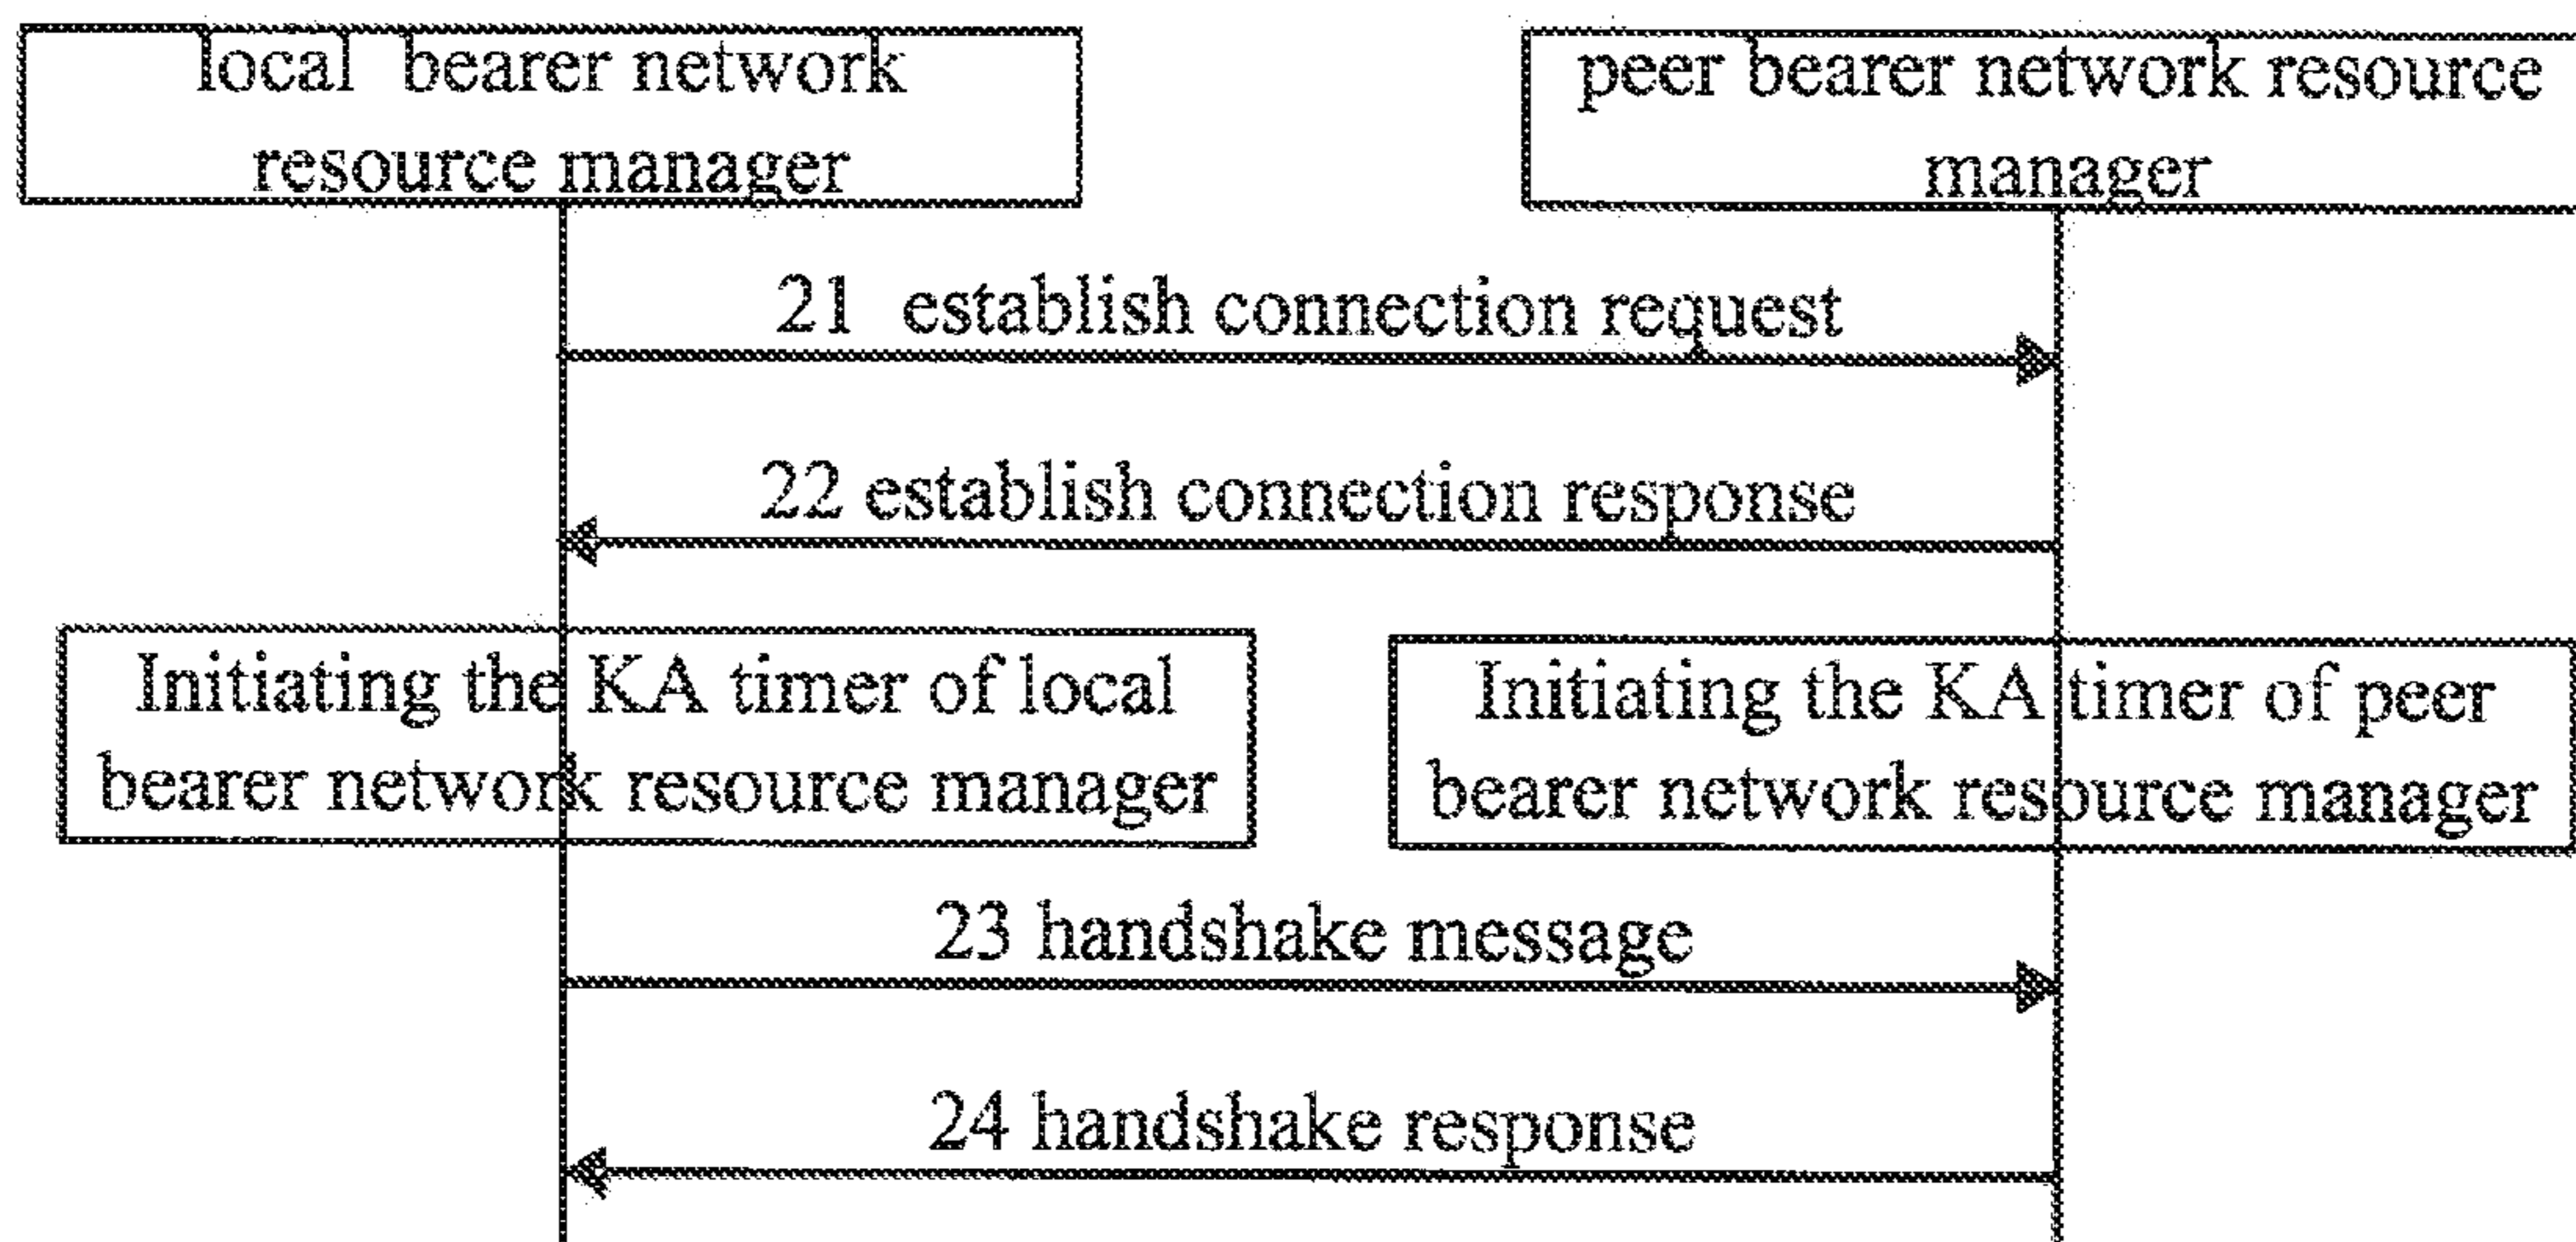 local bearer network
resource manager
peer bearer network resource
manager
21 establish connection request
22 establish connection response
Initiating the KA timer of local
bearer network resource manager
Initiating the KA timer of peer
bearer network resource manager
23 handshake message
24 handshake response